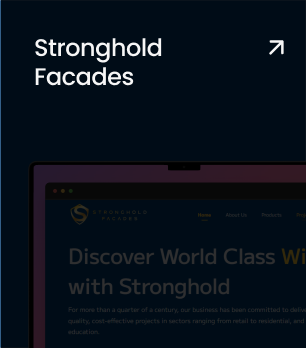 Stronghold
Facades
STRONGHOLD
FACADES
Home About Us Products
Discover World Class Wi
with Stronghold
For more than a quarter of a century, our business has been committed to delive
quality, cost-effective projects in sectors ranging from retail to residential, and
education.